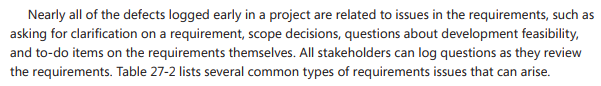 Nearly all of the defects logged early in a project are related to issues in the requirements, such as
asking for clarification on a requirement, scope decisions, questions about development feasibility,
and to-do items on the requirements themselves. All stakeholders can log questions as they review
the requirements. Table 27-2 lists several common types of requirements issues that can arise.